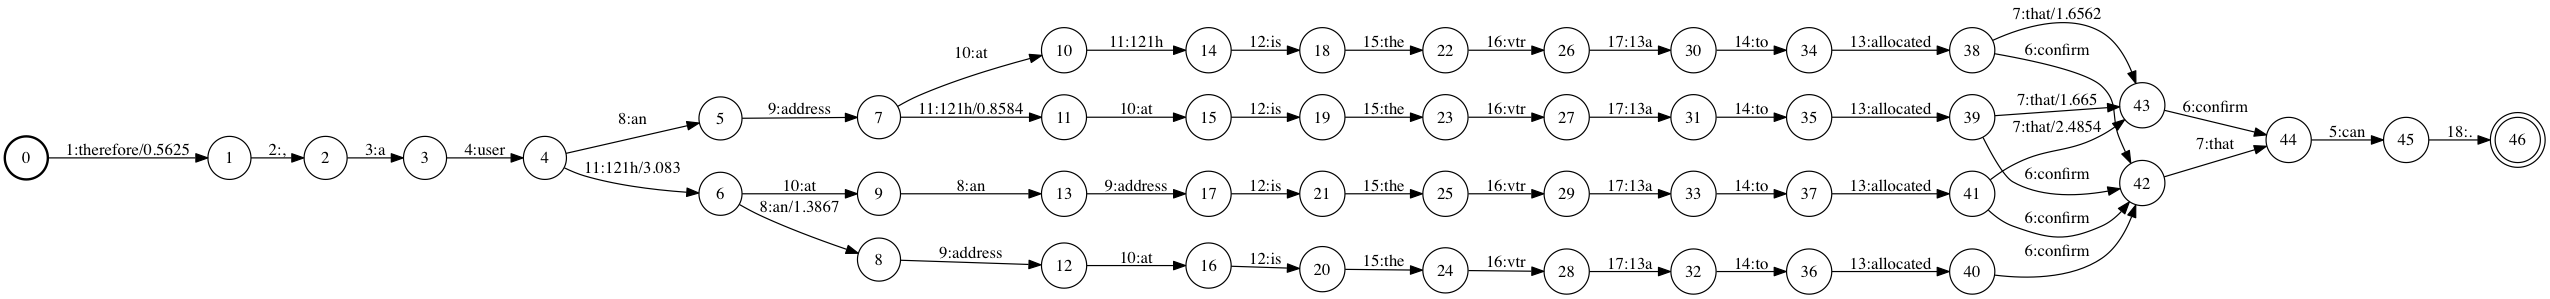 7:that/1.6562
10:at 10 11:121h 14 12:is 18 15:the 22 16:vtr 26 17:13a 30 14:to 34 13:allocated 38 6:confirm
8:an 5 9:address 7 11:121h/0.8584 11 10:at 15 12:is 19 15:the 23 16:vtr 27 17:13a 31 14:to 35 13:allocated 39 7:that/1.665 43 6:confirm
7:that/2.4854
0 1:therefore/0.5625 1 2:, 2 3:a 3 4:user 4 7:that 44 5:can 45 18:. 46
11:121h/3.083 6 10:at 9 8:an 13 9:address 17 12:is 21 15:the 25 16:vtr 29 17:13a 33 14:to 37 13:allocated 41 6:confirm 42
8:an/1.3867 6:confirm
8 9:address 12 10:at 16 12:is 20 15:the 24 16:vtr 28 17:13a 32 14:to 36 13:allocated 40 6:confirm